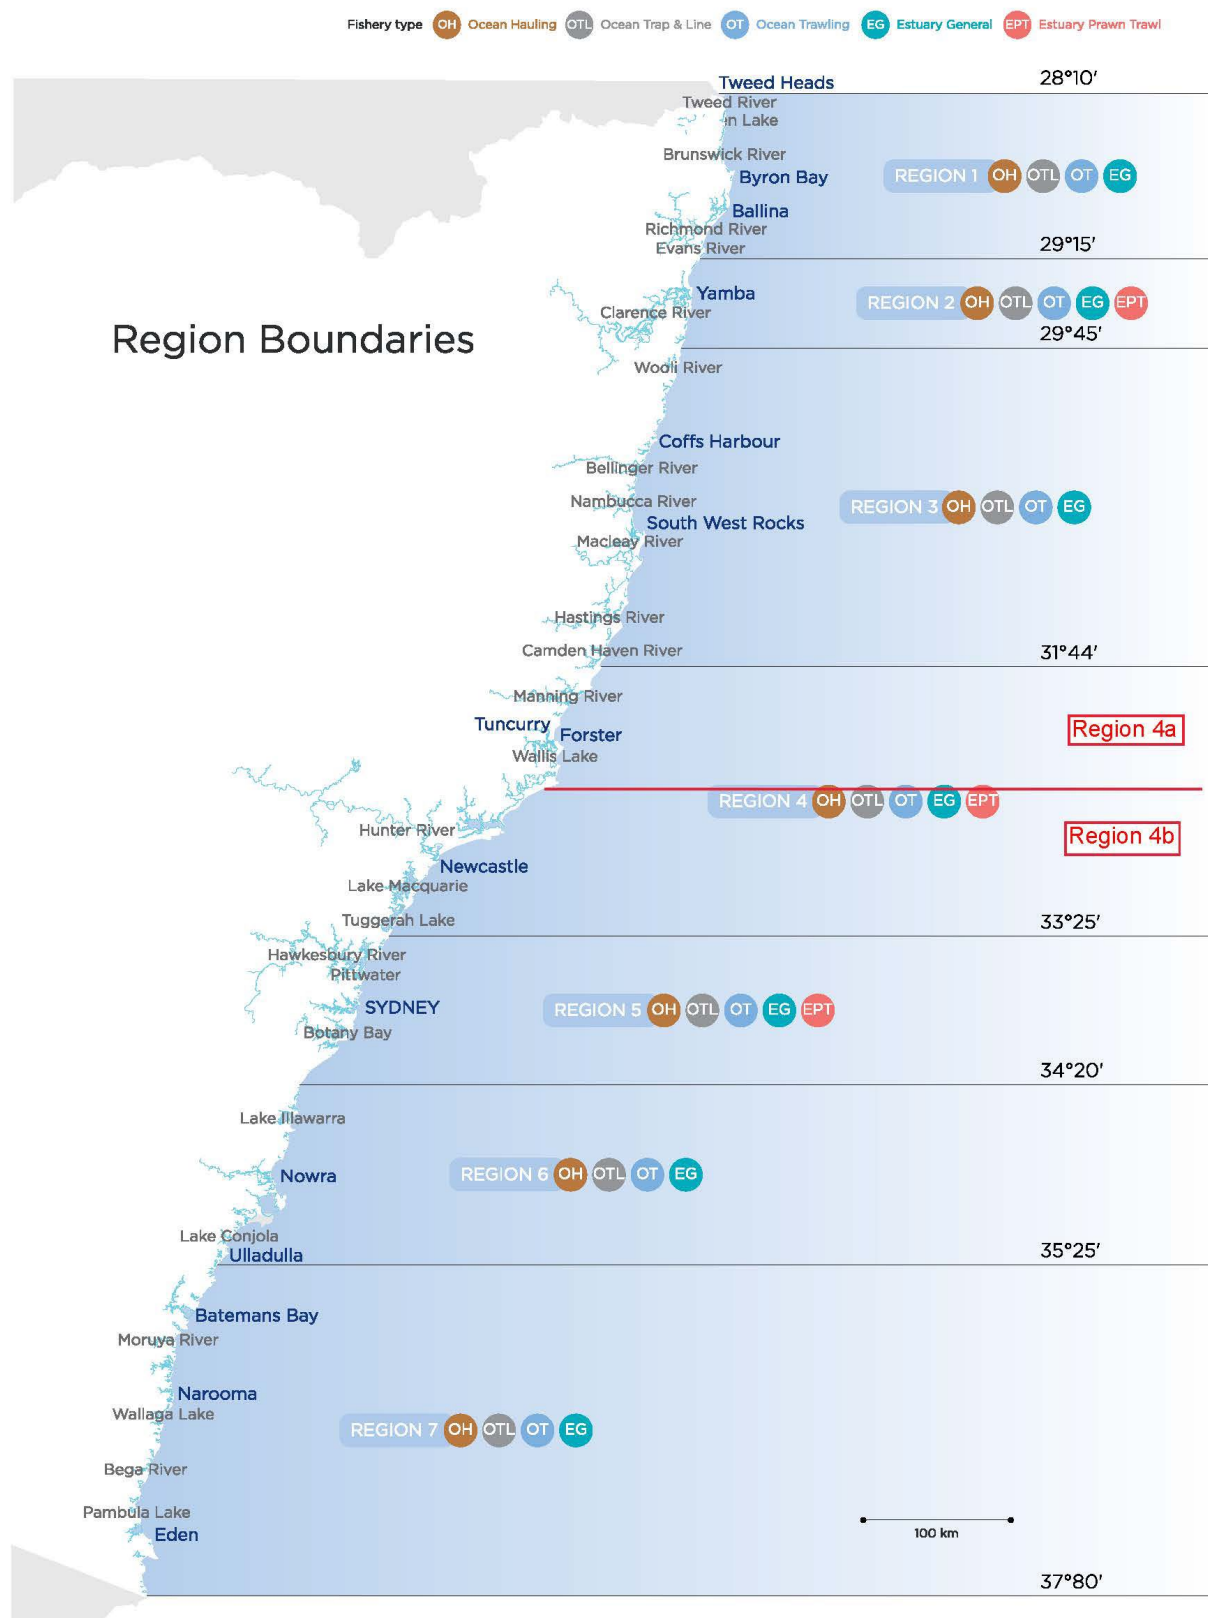 Fishery type OH Ocean Hauling OTL Ocean Trap & Line OT Ocean Trawling EG Estuary General EPT Estuary Prawn Trawl
Tweed Heads
28°10'
Tweed River
Lake
Brunswick River
Byron Bay
REGION 1 OH OTL OT EG
Ballina
Richmond River
Evans River
29°15'
Yamba
REGION 2 OH OTL OT EG EPT
Clarence River
Region Boundaries
29°45'
Wooli River
Coffs Harbour
Bellinger River
Nambucca River
REGION 3 OH OTL OT EG
South West Rocks
Macleay River
Hastings River
Camden Haven River
31°44'
Manning River
Tuncurry
Forster
Region 4a
Wallis Lake
REGION 4 OH OTL OT EG EPT
Hunter River
Region 4b
Newcastle
Lake Macquarie
Tuggerah Lake
33°25'
Hawkesbury River
Pittwater
SYDNEY
REGION 5 OH OTL OT EG EPT
Botany Bay
34°20'
Lake Illawarra
Nowra
REGION 6 OH OTL OT EG
Lake Conjola
Ulladulla
35°25'
Batemans Bay
Moruya River
Narooma
Wallaga Lake
REGION 7 OH OTL OT EG
Bega River
Pambula Lake
Eden
100 km
37°80'